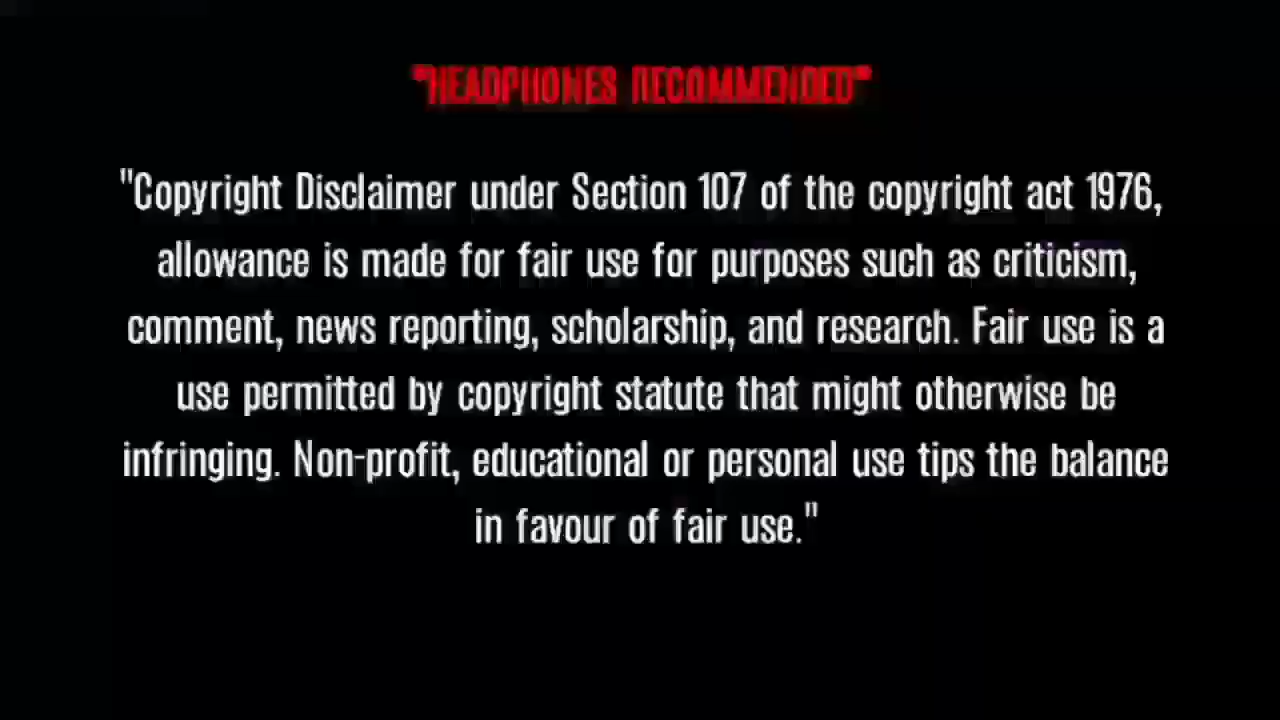 "HEADPHONES RECOMMENDED"
"Copyright Disclaimer under Section 107 of the copyright act 1976,
allowance is made for fair use for purposes such as criticism,
comment, news reporting, scholarship, and research. Fair use is a
use permitted by copyright statute that might otherwise be
infringing. Non-profit, educational or personal use tips the balance
in favour of fair use."